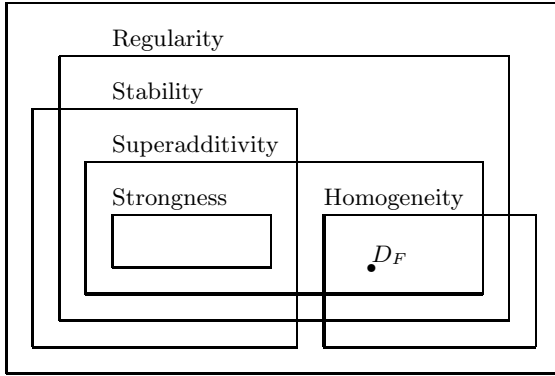 Regularity
Stability
Superadditivity
Strongness Homogeneity
D_F